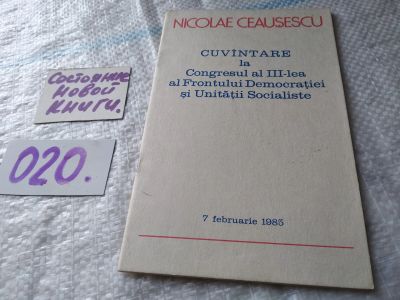 Состояние
новой
книги.
020.
NICOLAE CEAUSESCU
CUVÎNTARE
la
Congresul al III-lea
al Frontului Democrației
și Unității Socialiste
7 februarie 1985